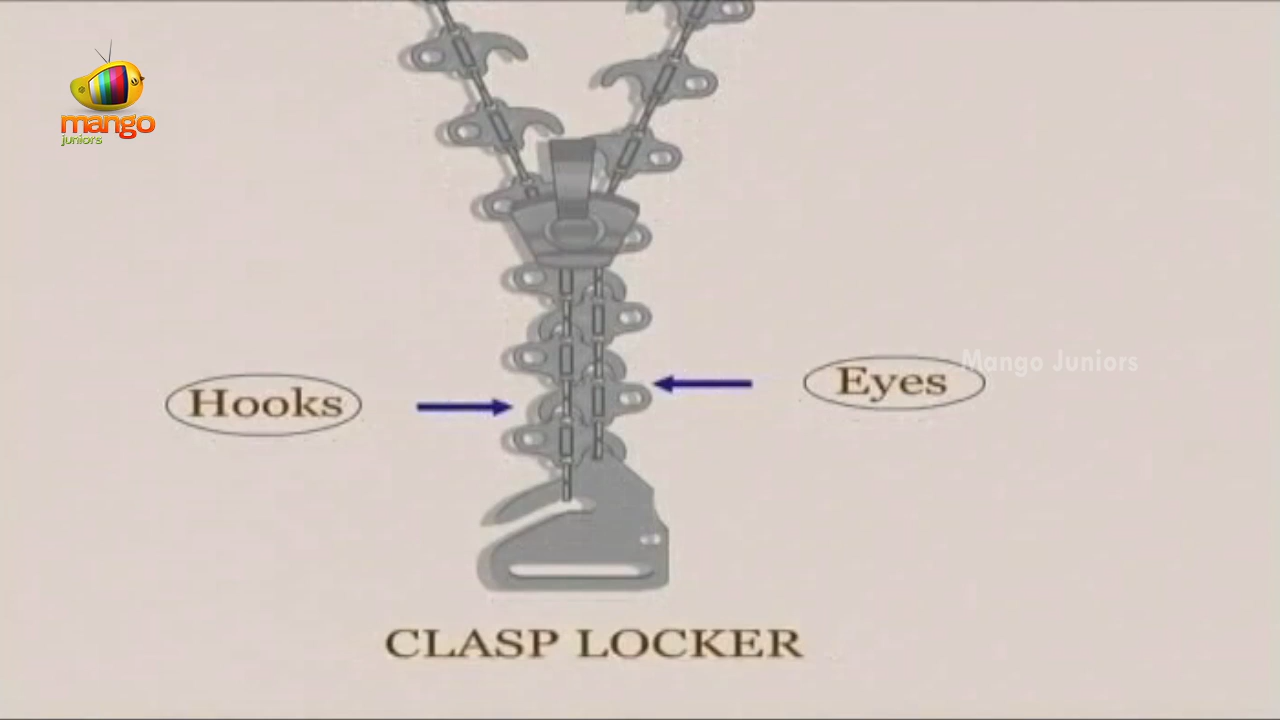 mango
juniors
Mango Juniors
Hooks
Eyes
CLASP LOCKER